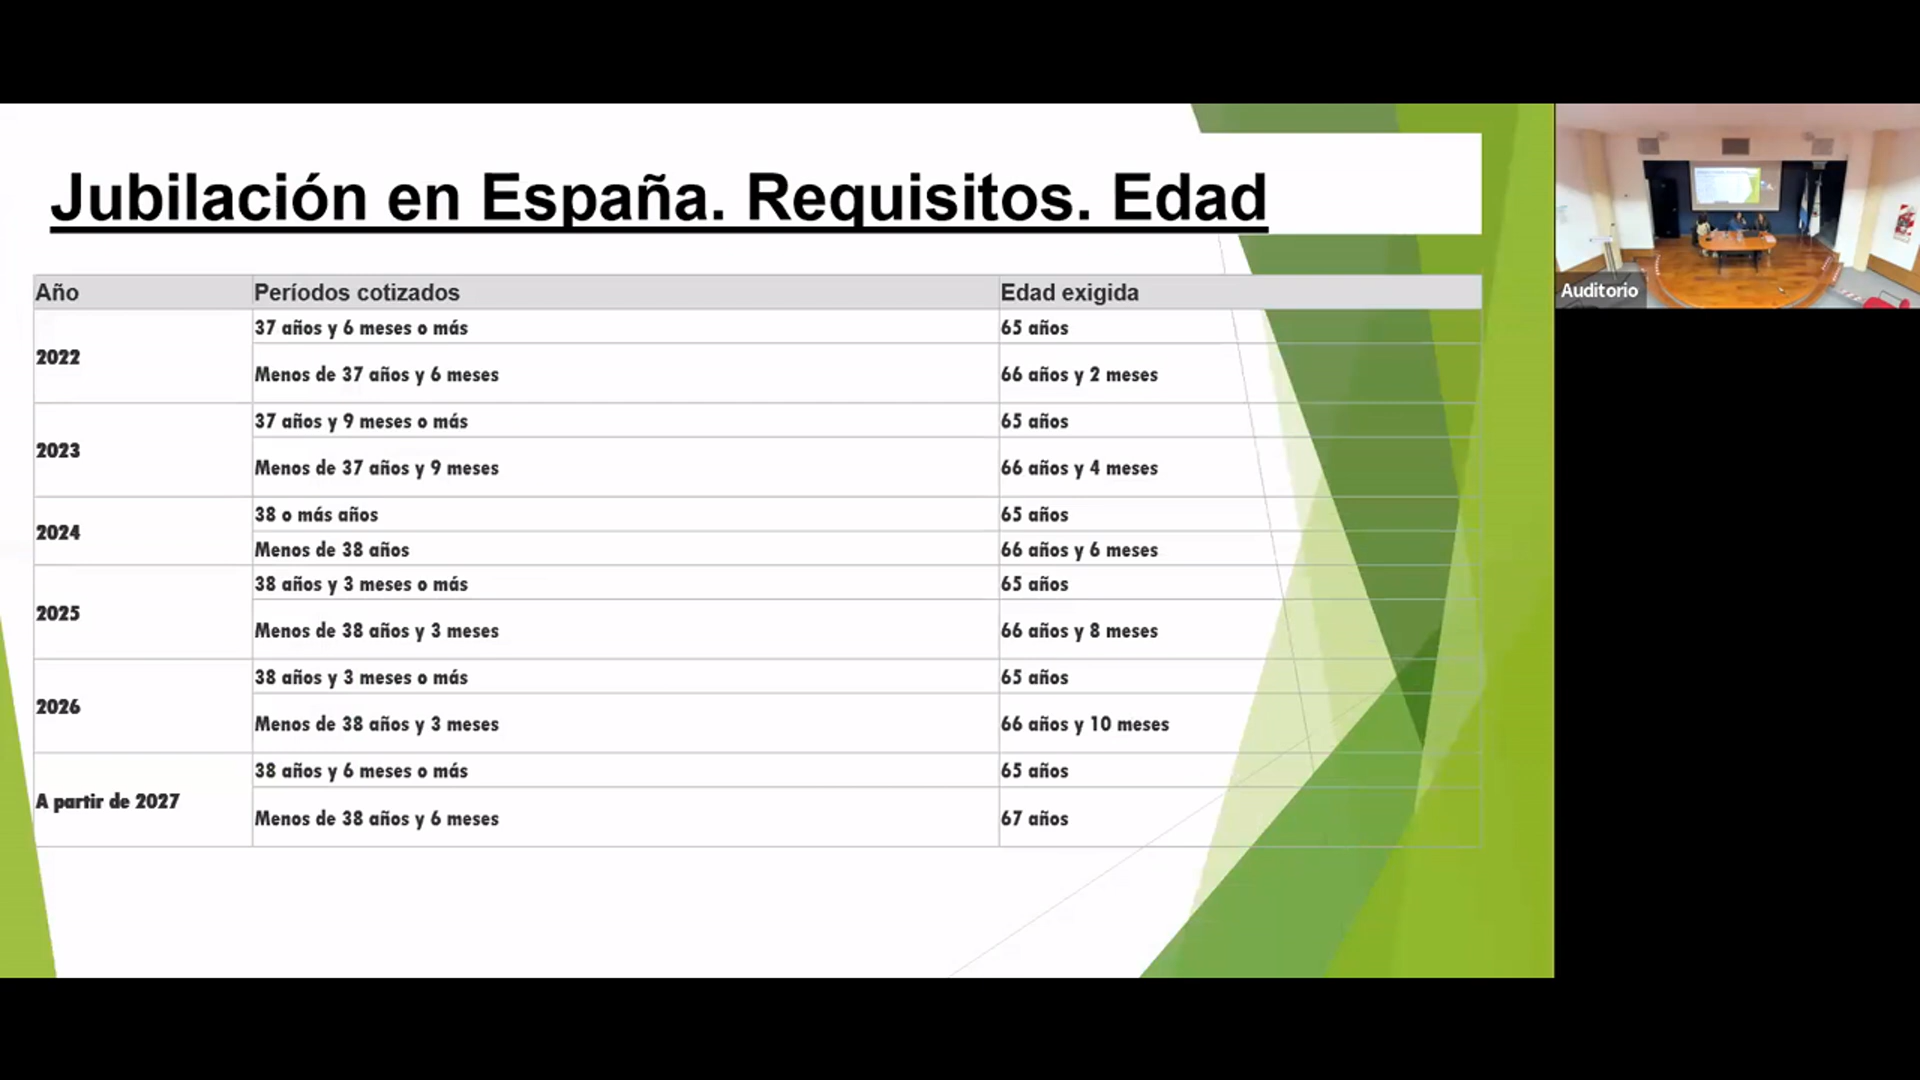 Jubilación en España. Requisitos. Edad
Año Períodos cotizados Edad exigida
2022
37 años y 6 meses o más 65 años
Menos de 37 años y 6 meses 66 años y 2 meses
2023
37 años y 9 meses o más 65 años
Menos de 37 años y 9 meses 66 años y 4 meses
2024
38 o más años 65 años
Menos de 38 años 66 años y 6 meses
2025
38 años y 3 meses o más 65 años
Menos de 38 años y 3 meses 66 años y 8 meses
2026
38 años y 3 meses o más 65 años
Menos de 38 años y 3 meses 66 años y 10 meses
A partir de 2027
38 años y 6 meses o más 65 años
Menos de 38 años y 6 meses 67 años
Auditorio